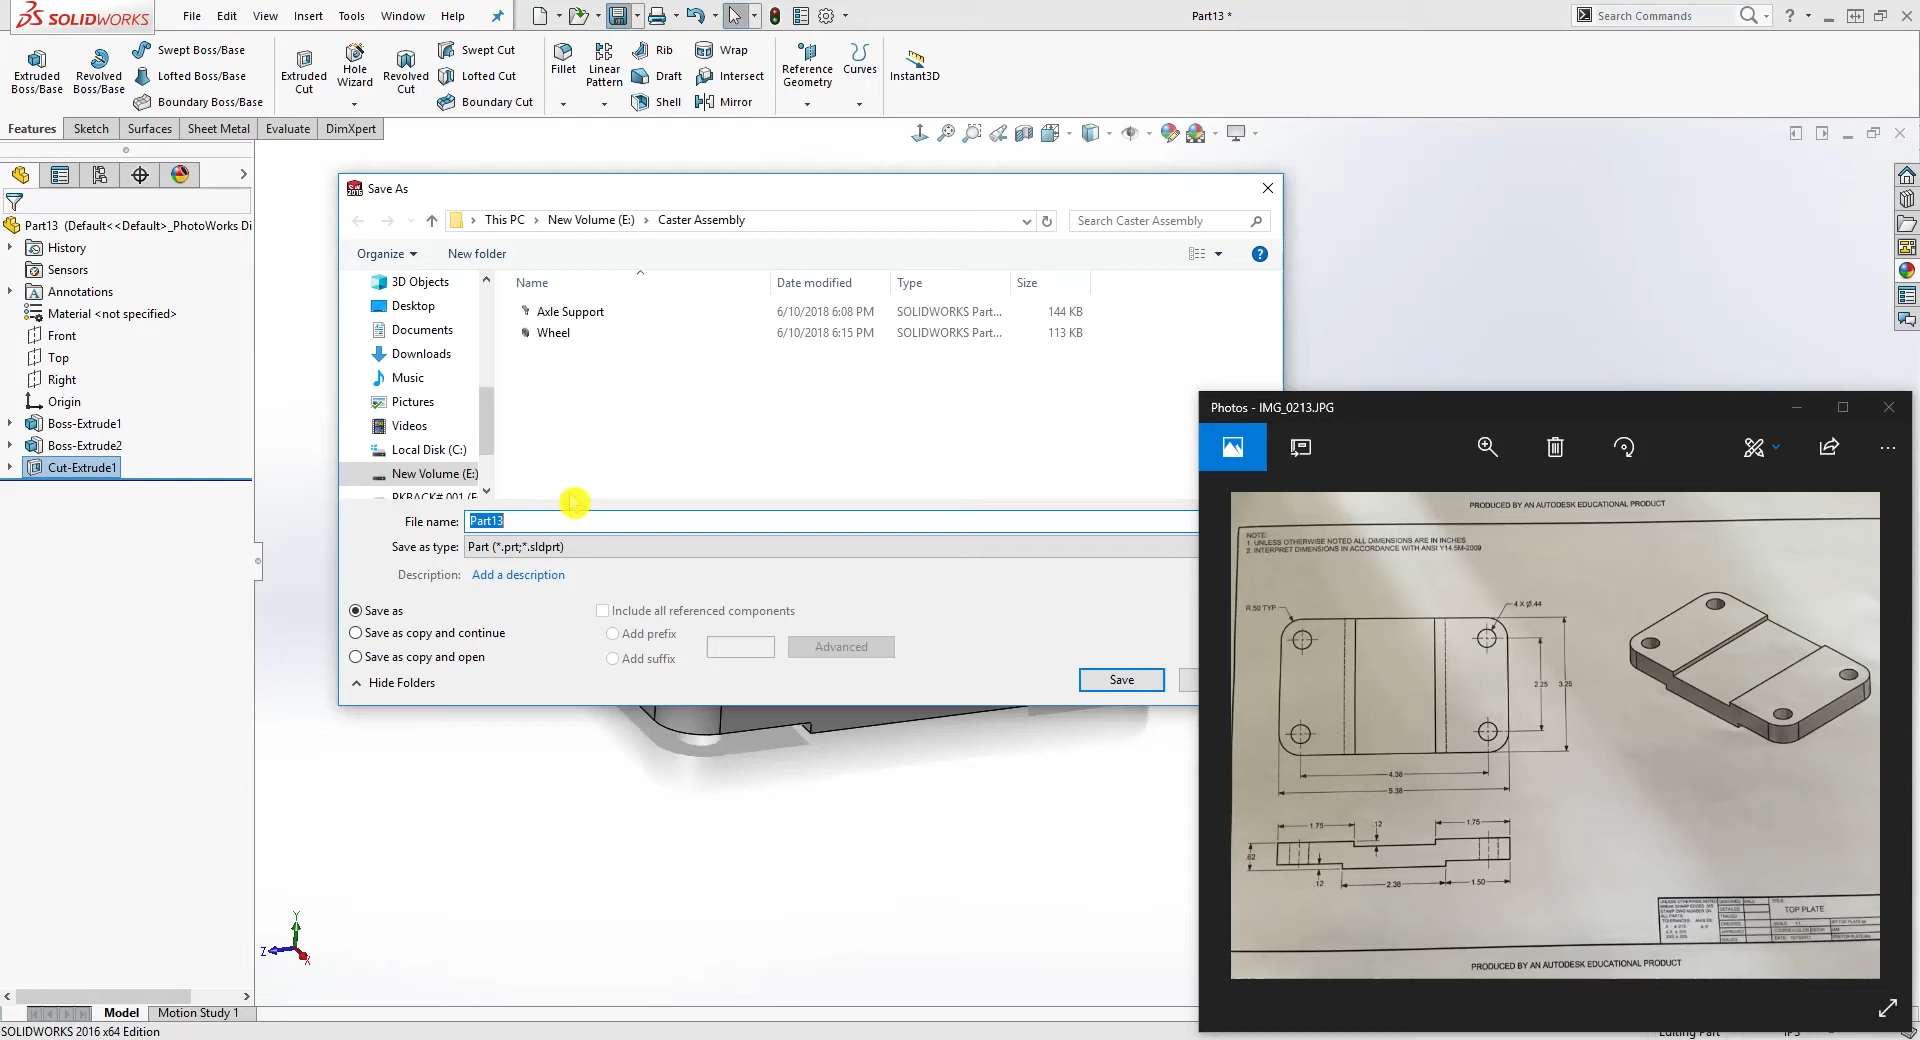 SOLIDWORKS
File Edit View Insert Tools Window Help
Part13 *
Search Commands
Extruded Boss/Base
Revolved Boss/Base
Swept Boss/Base
Lofted Boss/Base
Boundary Boss/Base
Extruded Cut
Hole Wizard
Revolved Cut
Swept Cut
Lofted Cut
Boundary Cut
Fillet
Linear Pattern
Rib
Draft
Shell
Wrap
Intersect
Mirror
Reference Geometry
Curves
Instant3D
Features Sketch Surfaces Sheet Metal Evaluate DimXpert
Part13 (Default<<Default>_PhotoWorks Di
History
Sensors
Annotations
Material <not specified>
Front
Top
Right
Origin
Boss-Extrude1
Boss-Extrude2
Cut-Extrude1
Save As
This PC > New Volume (E:) > Caster Assembly
Search Caster Assembly
Organize New folder
3D Objects
Desktop
Documents
Downloads
Music
Pictures
Videos
Local Disk (C:)
New Volume (E:)
Name Date modified Type Size
Axle Support 6/10/2018 6:08 PM SOLIDWORKS Part... 144 KB
Wheel 6/10/2018 6:15 PM SOLIDWORKS Part... 113 KB
File name: Part13
Save as type: Part (*.prt;*.sldprt)
Description: Add a description
Save as
Save as copy and continue
Save as copy and open
Include all referenced components
Add prefix
Add suffix
Advanced
Hide Folders
Save
Photos - IMG_0213.JPG
PRODUCED BY AN AUTODESK EDUCATIONAL PRODUCT
NOTE:
1. UNLESS OTHERWISE NOTED ALL DIMENSIONS ARE IN INCHES
2. INTERPRET DIMENSIONS IN ACCORDANCE WITH ANSI Y14.5M-2009
R.50 TYP
4 X Ø.44
2.25 3.25
4.38
5.38
1.75 .12 1.75
.62
.12 2.38 1.50
TOP PLATE
PRODUCED BY AN AUTODESK EDUCATIONAL PRODUCT
Y
Z
X
Model Motion Study 1
SOLIDWORKS 2016 x64 Edition
Editing Part